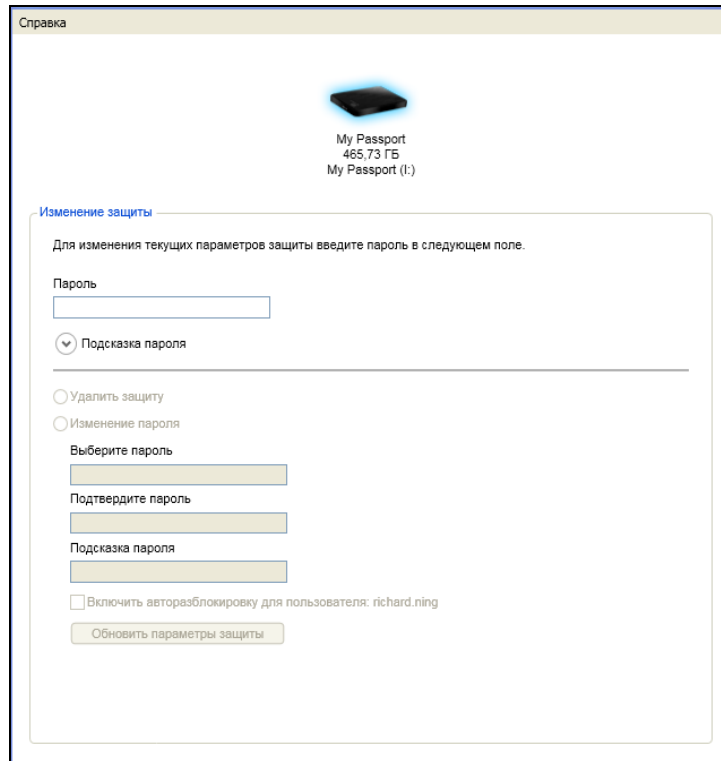 Справка
My Passport
465,73 ГБ
My Passport (I:)
Изменение защиты
Для изменения текущих параметров защиты введите пароль в следующем поле.
Пароль
Подсказка пароля
Удалить защиту
Изменение пароля
Выберите пароль
Подтвердите пароль
Подсказка пароля
Включить авторазблокировку для пользователя: richard.ning
Обновить параметры защиты